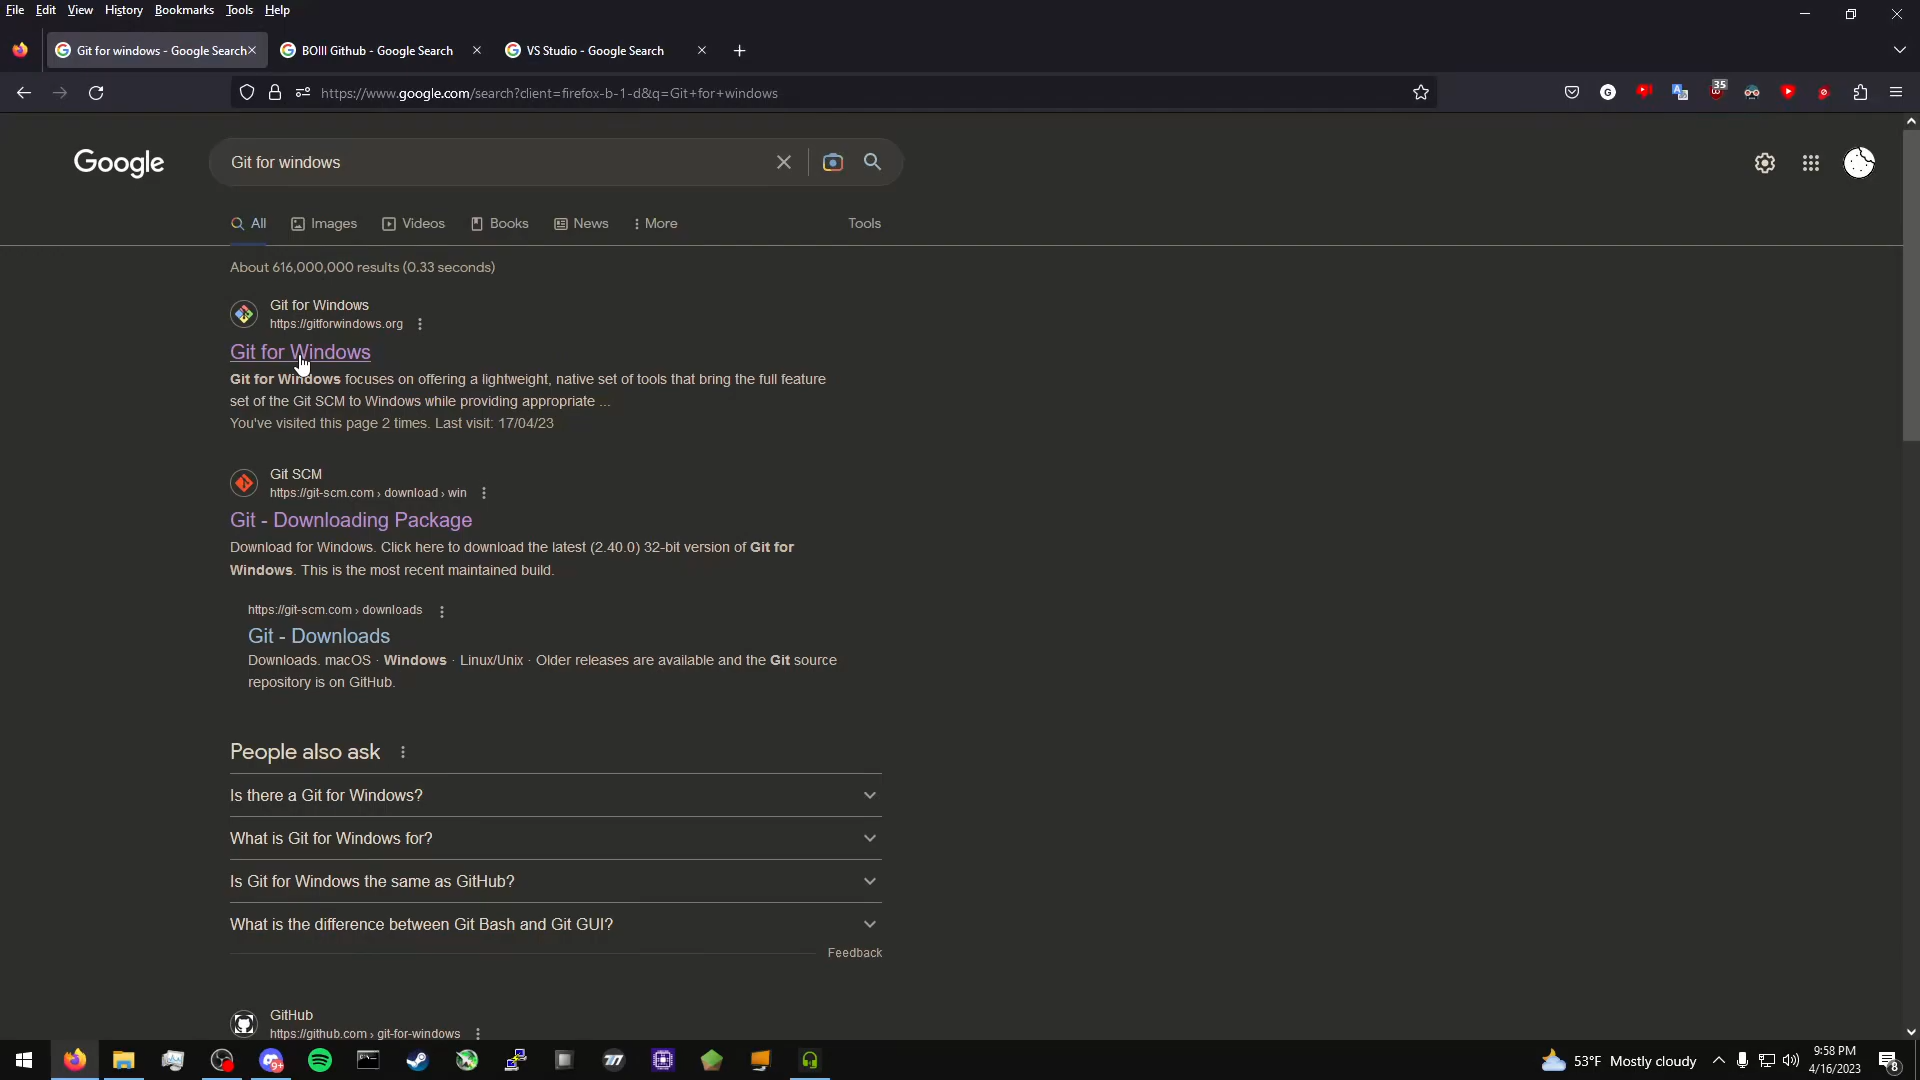 File Edit View History Bookmarks Tools Help
Git for windows - Google Search
BOIII Github - Google Search
VS Studio - Google Search
https://www.google.com/search?client=firefox-b-1-d&q=Git+for+windows
35
Google
Git for windows
All Images Videos Books News More Tools
About 616,000,000 results (0.33 seconds)
Git for Windows
https://gitforwindows.org
Git for Windows
Git for Windows focuses on offering a lightweight, native set of tools that bring the full feature
set of the Git SCM to Windows while providing appropriate ...
You've visited this page 2 times. Last visit: 17/04/23
Git SCM
https://git-scm.com › download › win
Git - Downloading Package
Download for Windows. Click here to download the latest (2.40.0) 32-bit version of Git for
Windows. This is the most recent maintained build.
https://git-scm.com › downloads
Git - Downloads
Downloads. macOS · Windows · Linux/Unix · Older releases are available and the Git source
repository is on GitHub.
People also ask
Is there a Git for Windows?
What is Git for Windows for?
Is Git for Windows the same as GitHub?
What is the difference between Git Bash and Git GUI?
Feedback
GitHub
https://github.com › git-for-windows
9+
53°F Mostly cloudy
9:58 PM
4/16/2023
8